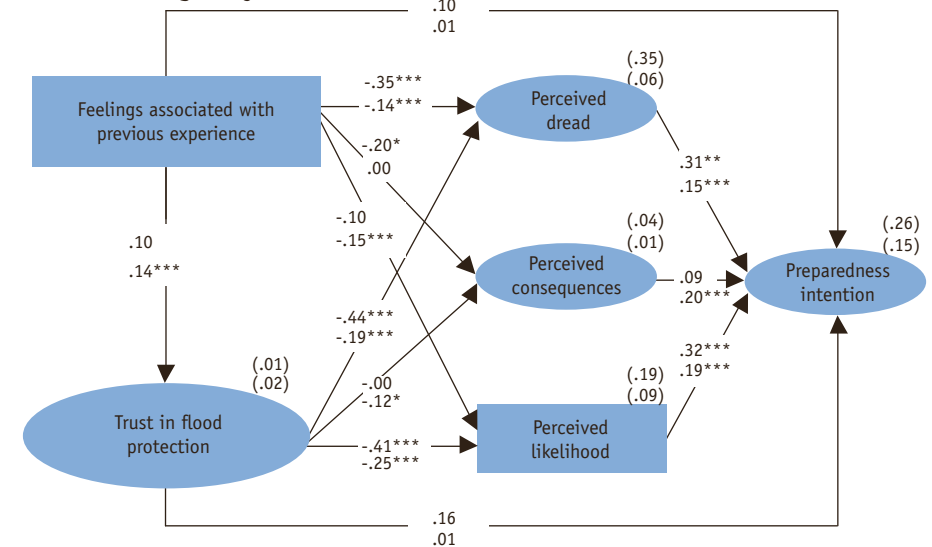 .10
.01
Feelings associated with
previous experience
-.35***
-.14***
-.20*
.00
-.10
-.15***
(.35)
(.06)
Perceived
dread
.31**
.15***
.10
.14***
(.04)
(.01)
Perceived
consequences
.09
.20***
(.26)
(.15)
Preparedness
intention
-.44***
-.19***
-.00
-.12*
-.41***
-.25***
.32***
.19***
(.01)
(.02)
Trust in flood
protection
(.19)
(.09)
Perceived
likelihood
.16
.01